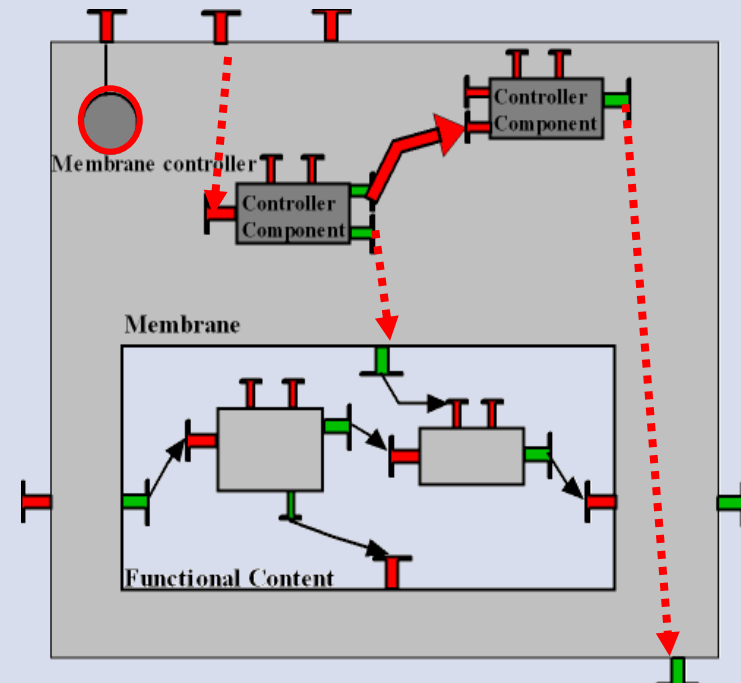 Controller
Component
Membrane controller
Controller
Component
Membrane
Functional Content